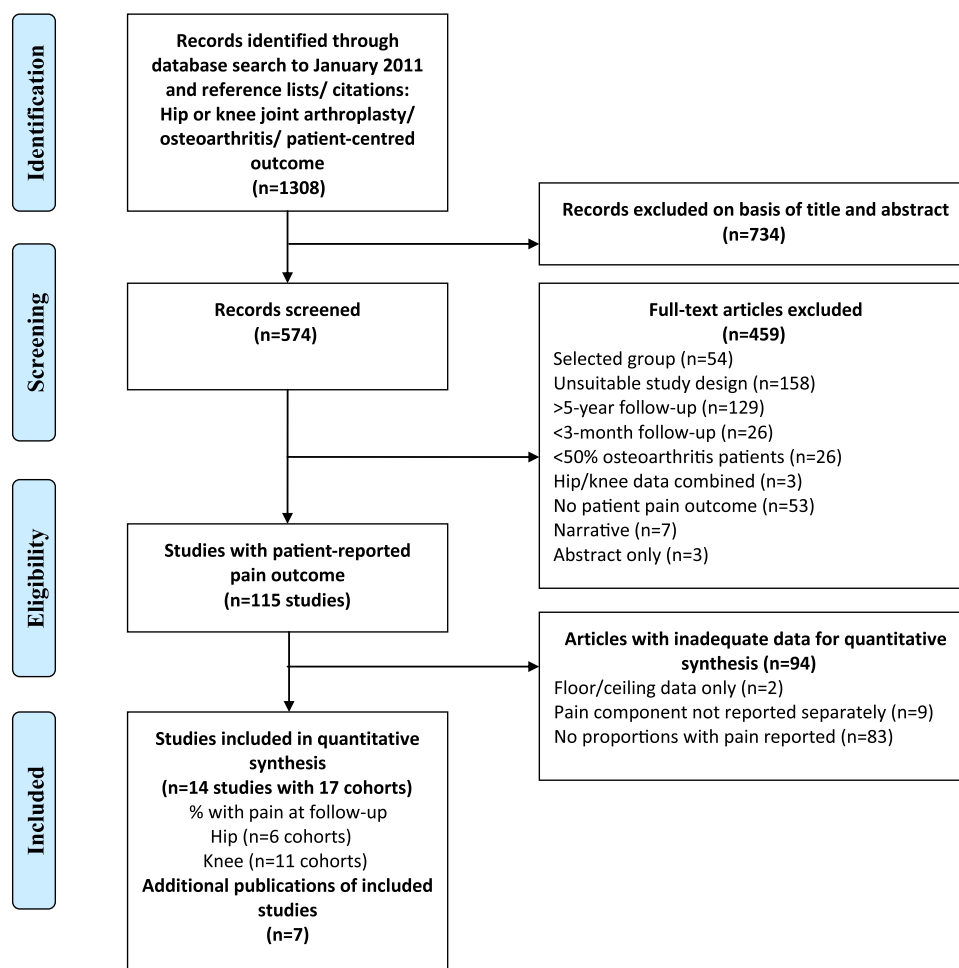 Identification
Records identified through
database search to January 2011
and reference lists/ citations:
Hip or knee joint arthroplasty/
osteoarthritis/ patient-centred
outcome
(n=1308)
Records excluded on basis of title and abstract
(n=734)
Screening
Records screened
(n=574)
Full-text articles excluded
(n=459)
Selected group (n=54)
Unsuitable study design (n=158)
>5-year follow-up (n=129)
<3-month follow-up (n=26)
<50% osteoarthritis patients (n=26)
Hip/knee data combined (n=3)
No patient pain outcome (n=53)
Narrative (n=7)
Abstract only (n=3)
Eligibility
Studies with patient-reported
pain outcome
(n=115 studies)
Articles with inadequate data for quantitative
synthesis (n=94)
Floor/ceiling data only (n=2)
Pain component not reported separately (n=9)
No proportions with pain reported (n=83)
Included
Studies included in quantitative
synthesis
(n=14 studies with 17 cohorts)
% with pain at follow-up
Hip (n=6 cohorts)
Knee (n=11 cohorts)
Additional publications of included
studies
(n=7)